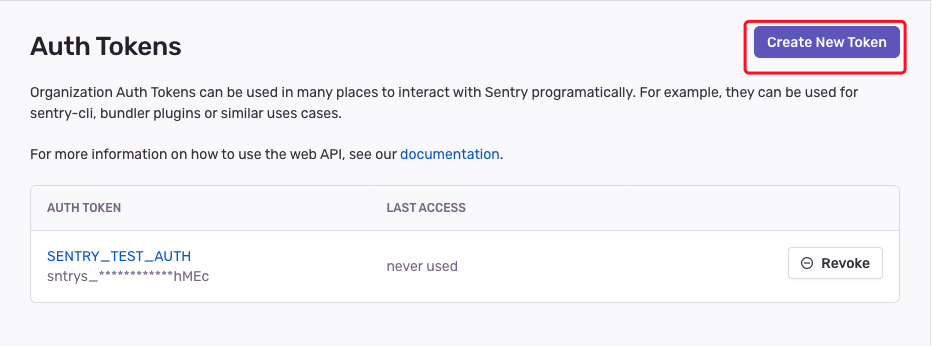 Auth Tokens
Create New Token
Organization Auth Tokens can be used in many places to interact with Sentry programatically. For example, they can be used for
sentry-cli, bundler plugins or similar uses cases.
For more information on how to use the web API, see our documentation.
AUTH TOKEN
LAST ACCESS
SENTRY_TEST_AUTH
sntrys_************hMEc
never used
Revoke